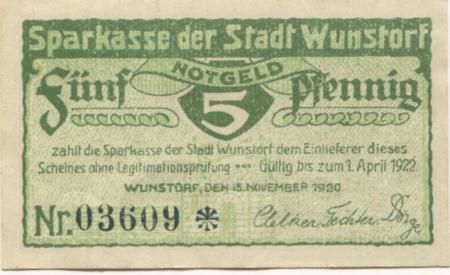 Sparkasse der Stadt Wunstorf
NOTGELD
Fünf 5 Pfennig
zahlt die Sparkasse der Stadt Wunstorf dem Einlieferer dieses
Scheines ohne Legitimationsprüfung *** Gültig bis zum 1. April 1922.
WUNSTORF, DEN 15. NOVEMBER 1920.
Nr. 03609 *